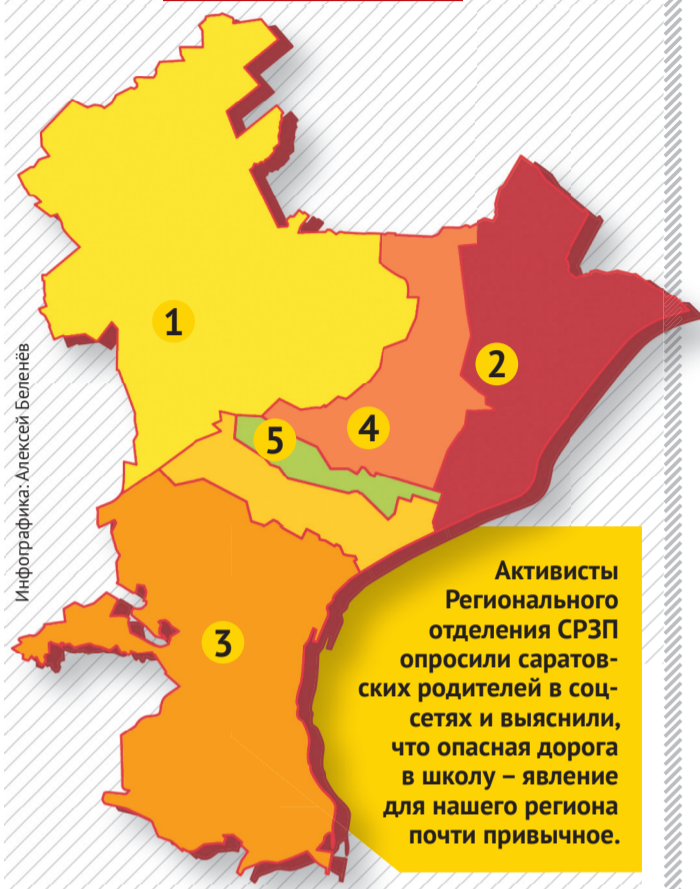 1
2
4
5
3
Инфографика: Алексей Беленёв
Активисты
Регионального
отделения СРЗП
опросили саратов-
ских родителей в соц-
сетях и выяснили,
что опасная дорога
в школу – явление
для нашего региона
почти привычное.